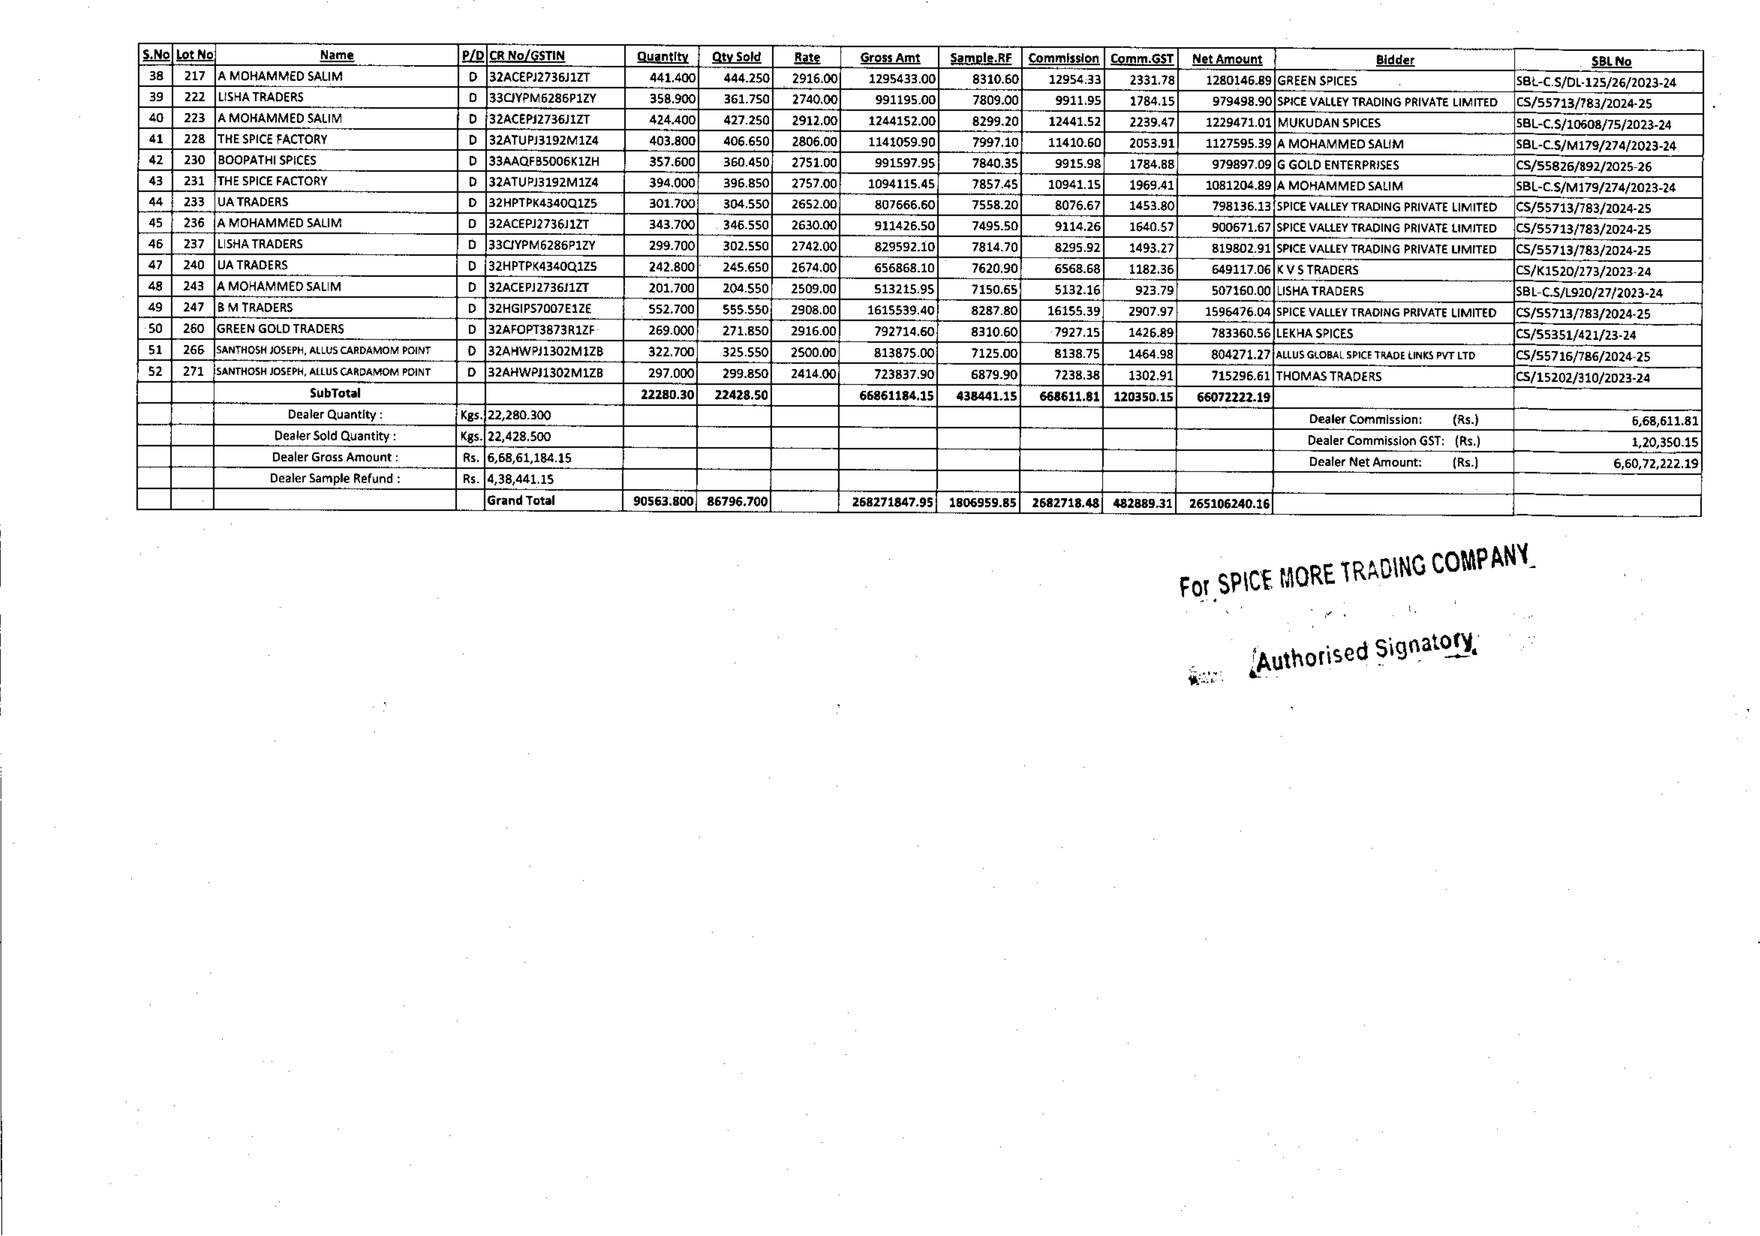 S.No Lot No Name P/D CR No/GSTIN Quantity Qty Sold Rate Gross Amt Sample.RF Commission Comm.GST Net Amount Bidder SBL No
38 217 A MOHAMMED SALIM D 32ACEPJ2736J1ZT 441.400 444.250 2916.00 1295433.00 8310.60 12954.33 2331.78 1280146.89 GREEN SPICES SBL-C.S/DL-125/26/2023-24
39 222 LISHA TRADERS D 33CJYPM6286P1ZY 358.900 361.750 2740.00 991195.00 7809.00 9911.95 1784.15 979498.90 SPICE VALLEY TRADING PRIVATE LIMITED CS/55713/783/2024-25
40 223 A MOHAMMED SALIM D 32ACEPJ2736J1ZT 424.400 427.250 2912.00 1244152.00 8299.20 12441.52 2239.47 1229471.01 MUKUDAN SPICES SBL-C.S/10608/75/2023-24
41 228 THE SPICE FACTORY D 32ATUPJ3192M1Z4 403.800 406.650 2806.00 1141059.90 7997.10 11410.60 2053.91 1127595.39 A MOHAMMED SALIM SBL-C.S/M179/274/2023-24
42 230 BOOPATHI SPICES D 33AAQFB5006K1ZH 357.600 360.450 2751.00 991597.95 7840.35 9915.98 1784.88 979897.09 G GOLD ENTERPRISES CS/55826/892/2025-26
43 231 THE SPICE FACTORY D 32ATUPJ3192M1Z4 394.000 396.850 2757.00 1094115.45 7857.45 10941.15 1969.41 1081204.89 A MOHAMMED SALIM SBL-C.S/M179/274/2023-24
44 233 UA TRADERS D 32HPTPK4340Q1Z5 301.700 304.550 2652.00 807666.60 7558.20 8076.67 1453.80 798136.13 SPICE VALLEY TRADING PRIVATE LIMITED CS/55713/783/2024-25
45 236 A MOHAMMED SALIM D 32ACEPJ2736J1ZT 343.700 346.550 2630.00 911426.50 7495.50 9114.26 1640.57 900671.67 SPICE VALLEY TRADING PRIVATE LIMITED CS/55713/783/2024-25
46 237 LISHA TRADERS D 33CJYPM6286P1ZY 299.700 302.550 2742.00 829592.10 7814.70 8295.92 1493.27 819802.91 SPICE VALLEY TRADING PRIVATE LIMITED CS/55713/783/2024-25
47 240 UA TRADERS D 32HPTPK4340Q1Z5 242.800 245.650 2674.00 656868.10 7620.90 6568.68 1182.36 649117.06 K V S TRADERS CS/K1520/273/2023-24
48 243 A MOHAMMED SALIM D 32ACEPJ2736J1ZT 201.700 204.550 2509.00 513215.95 7150.65 5132.16 923.79 507160.00 LISHA TRADERS SBL-C.S/L920/27/2023-24
49 247 B M TRADERS D 32HGIPS7007E1ZE 552.700 555.550 2908.00 1615539.40 8287.80 16155.39 2907.97 1596476.04 SPICE VALLEY TRADING PRIVATE LIMITED CS/55713/783/2024-25
50 260 GREEN GOLD TRADERS D 32AFOPT3873R1ZF 269.000 271.850 2916.00 792714.60 8310.60 7927.15 1426.89 783360.56 LEKHA SPICES CS/55351/421/23-24
51 266 SANTHOSH JOSEPH, ALLUS CARDAMOM POINT D 32AHWPJ1302M1ZB 322.700 325.550 2500.00 813875.00 7125.00 8138.75 1464.98 804271.27 ALLUS GLOBAL SPICE TRADE LINKS PVT LTD CS/55716/786/2024-25
52 271 SANTHOSH JOSEPH, ALLUS CARDAMOM POINT D 32AHWPJ1302M1ZB 297.000 299.850 2414.00 723837.90 6879.90 7238.38 1302.91 715296.61 THOMAS TRADERS CS/15202/310/2023-24
SubTotal 22280.30 22428.50 66861184.15 438441.15 668611.81 120350.15 66072222.19
Dealer Quantity : Kgs. 22,280.300 Dealer Commission: (Rs.) 6,68,611.81
Dealer Sold Quantity : Kgs. 22,428.500 Dealer Commission GST: (Rs.) 1,20,350.15
Dealer Gross Amount : Rs. 6,68,61,184.15 Dealer Net Amount: (Rs.) 6,60,72,222.19
Dealer Sample Refund : Rs. 4,38,441.15
Grand Total 90563.800 86796.700 268271847.95 1806959.85 2682718.48 482889.31 265106240.16
For SPICE MORE TRADING COMPANY
Authorised Signatory